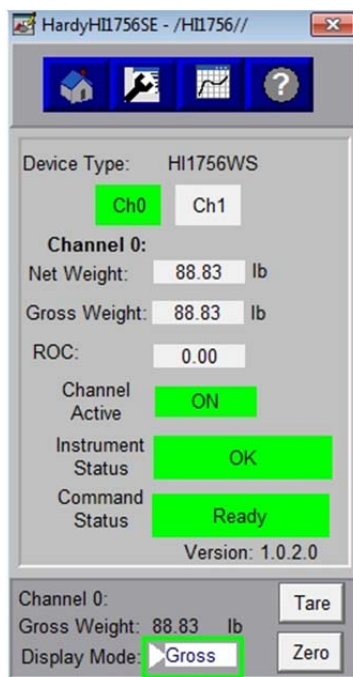 HardyHI1756SE - /HI1756//
?
Device Type: HI1756WS
Ch0 Ch1
Channel 0:
Net Weight: 88.83 lb
Gross Weight: 88.83 lb
ROC: 0.00
Channel
Active ON
Instrument
Status OK
Command
Status Ready
Version: 1.0.2.0
Channel 0: Tare
Gross Weight: 88.83 lb
Display Mode: Gross Zero